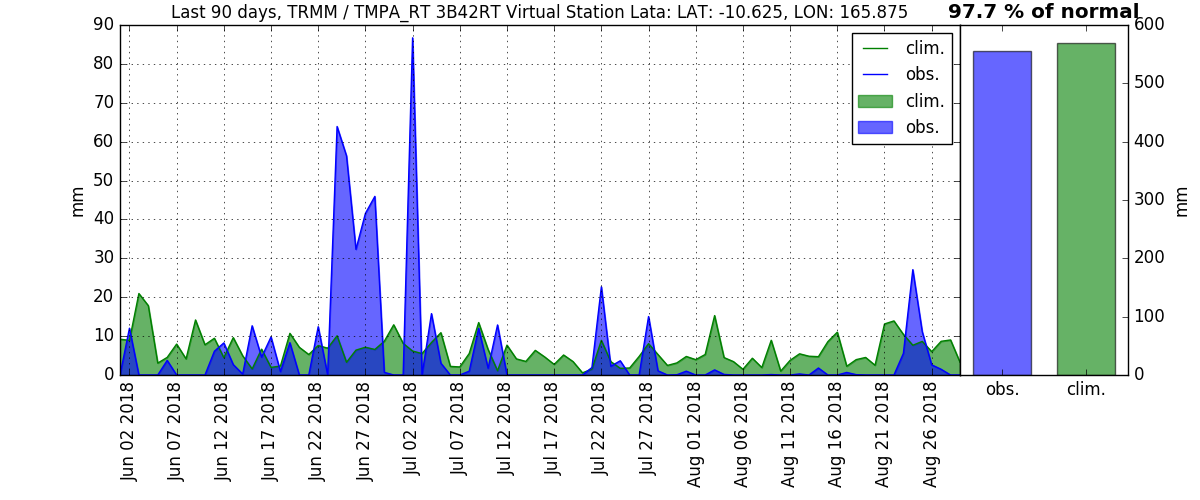 Last 90 days, TRMM / TMPA_RT 3B42RT Virtual Station Lata: LAT: -10.625, LON: 165.875
97.7 % of normal
90
80
70
60
50
40
30
20
10
0
mm
clim.
obs.
clim.
obs.
600
500
400
300
200
100
0
mm
Jun 02 2018
Jun 07 2018
Jun 12 2018
Jun 17 2018
Jun 22 2018
Jun 27 2018
Jul 02 2018
Jul 07 2018
Jul 12 2018
Jul 17 2018
Jul 22 2018
Jul 27 2018
Aug 01 2018
Aug 06 2018
Aug 11 2018
Aug 16 2018
Aug 21 2018
Aug 26 2018
obs.
clim.